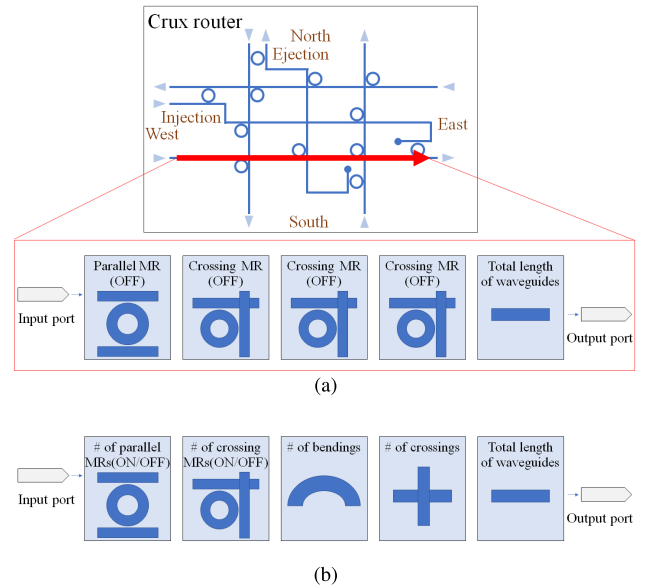 Crux router
North
Ejection
Injection
West
East
South
Input port
Parallel MR
(OFF)
Crossing MR
(OFF)
Crossing MR
(OFF)
Crossing MR
(OFF)
Total length
of waveguides
Output port
(a)
Input port
# of parallel
MRs(ON/OFF)
# of crossing
MRs(ON/OFF)
# of bendings
# of crossings
Total length
of waveguides
Output port
(b)